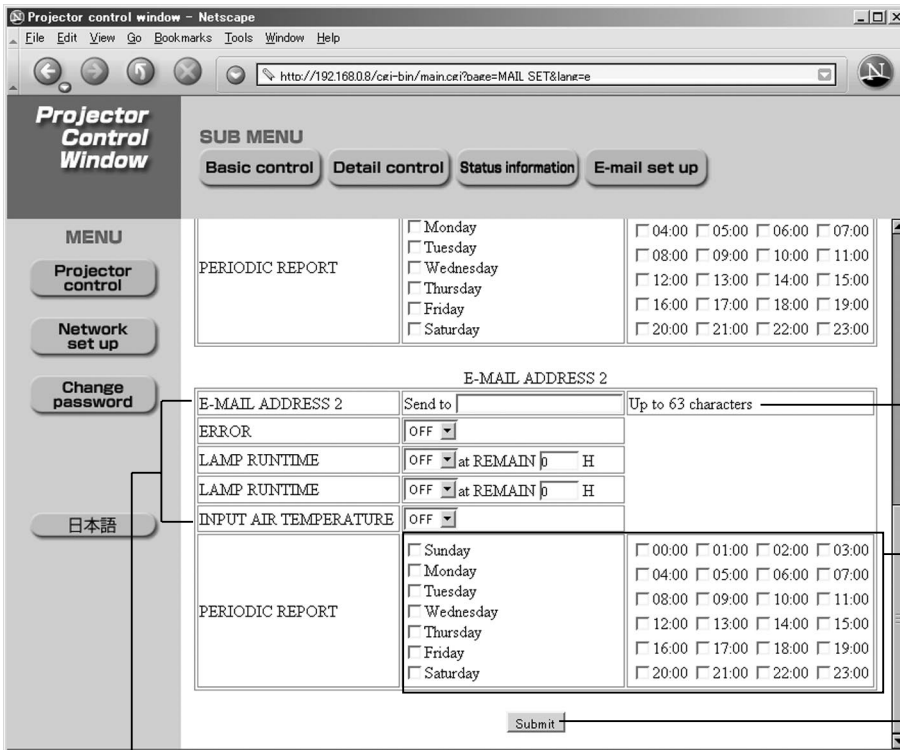 Projector control window - Netscape
File Edit View Go Bookmarks Tools Window Help
http://192.168.0.8/cgi-bin/main.cgi?page=MAIL_SET&lang=e
Projector
Control
Window
SUB MENU
Basic control Detail control Status information E-mail set up
MENU
Projector
control
Network
set up
Change
password
日本語
PERIODIC REPORT
Monday
Tuesday
Wednesday
Thursday
Friday
Saturday
04:00 05:00 06:00 07:00
08:00 09:00 10:00 11:00
12:00 13:00 14:00 15:00
16:00 17:00 18:00 19:00
20:00 21:00 22:00 23:00
E-MAIL ADDRESS 2
E-MAIL ADDRESS 2 Send to Up to 63 characters
ERROR OFF
LAMP RUNTIME OFF at REMAIN 0 H
LAMP RUNTIME OFF at REMAIN 0 H
INPUT AIR TEMPERATURE OFF
PERIODIC REPORT
Sunday
Monday
Tuesday
Wednesday
Thursday
Friday
Saturday
00:00 01:00 02:00 03:00
04:00 05:00 06:00 07:00
08:00 09:00 10:00 11:00
12:00 13:00 14:00 15:00
16:00 17:00 18:00 19:00
20:00 21:00 22:00 23:00
Submit